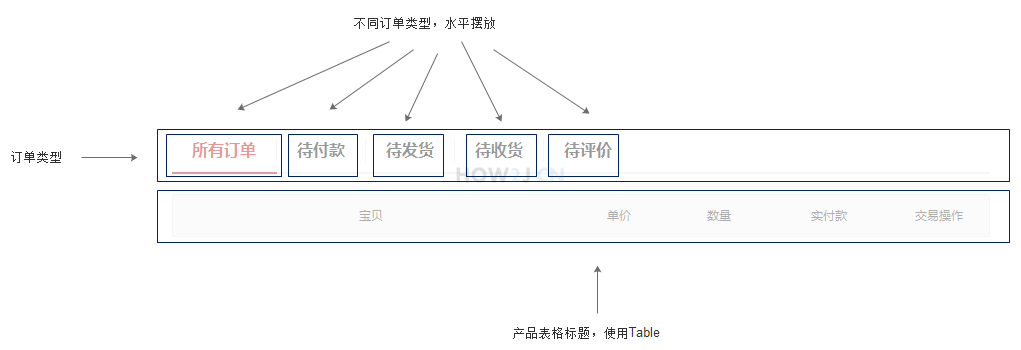 不同订单类型，水平摆放
订单类型
所有订单 待付款 待发货 待收货 待评价
HOW2J.CN
宝贝 单价 数量 实付款 交易操作
产品表格标题，使用Table